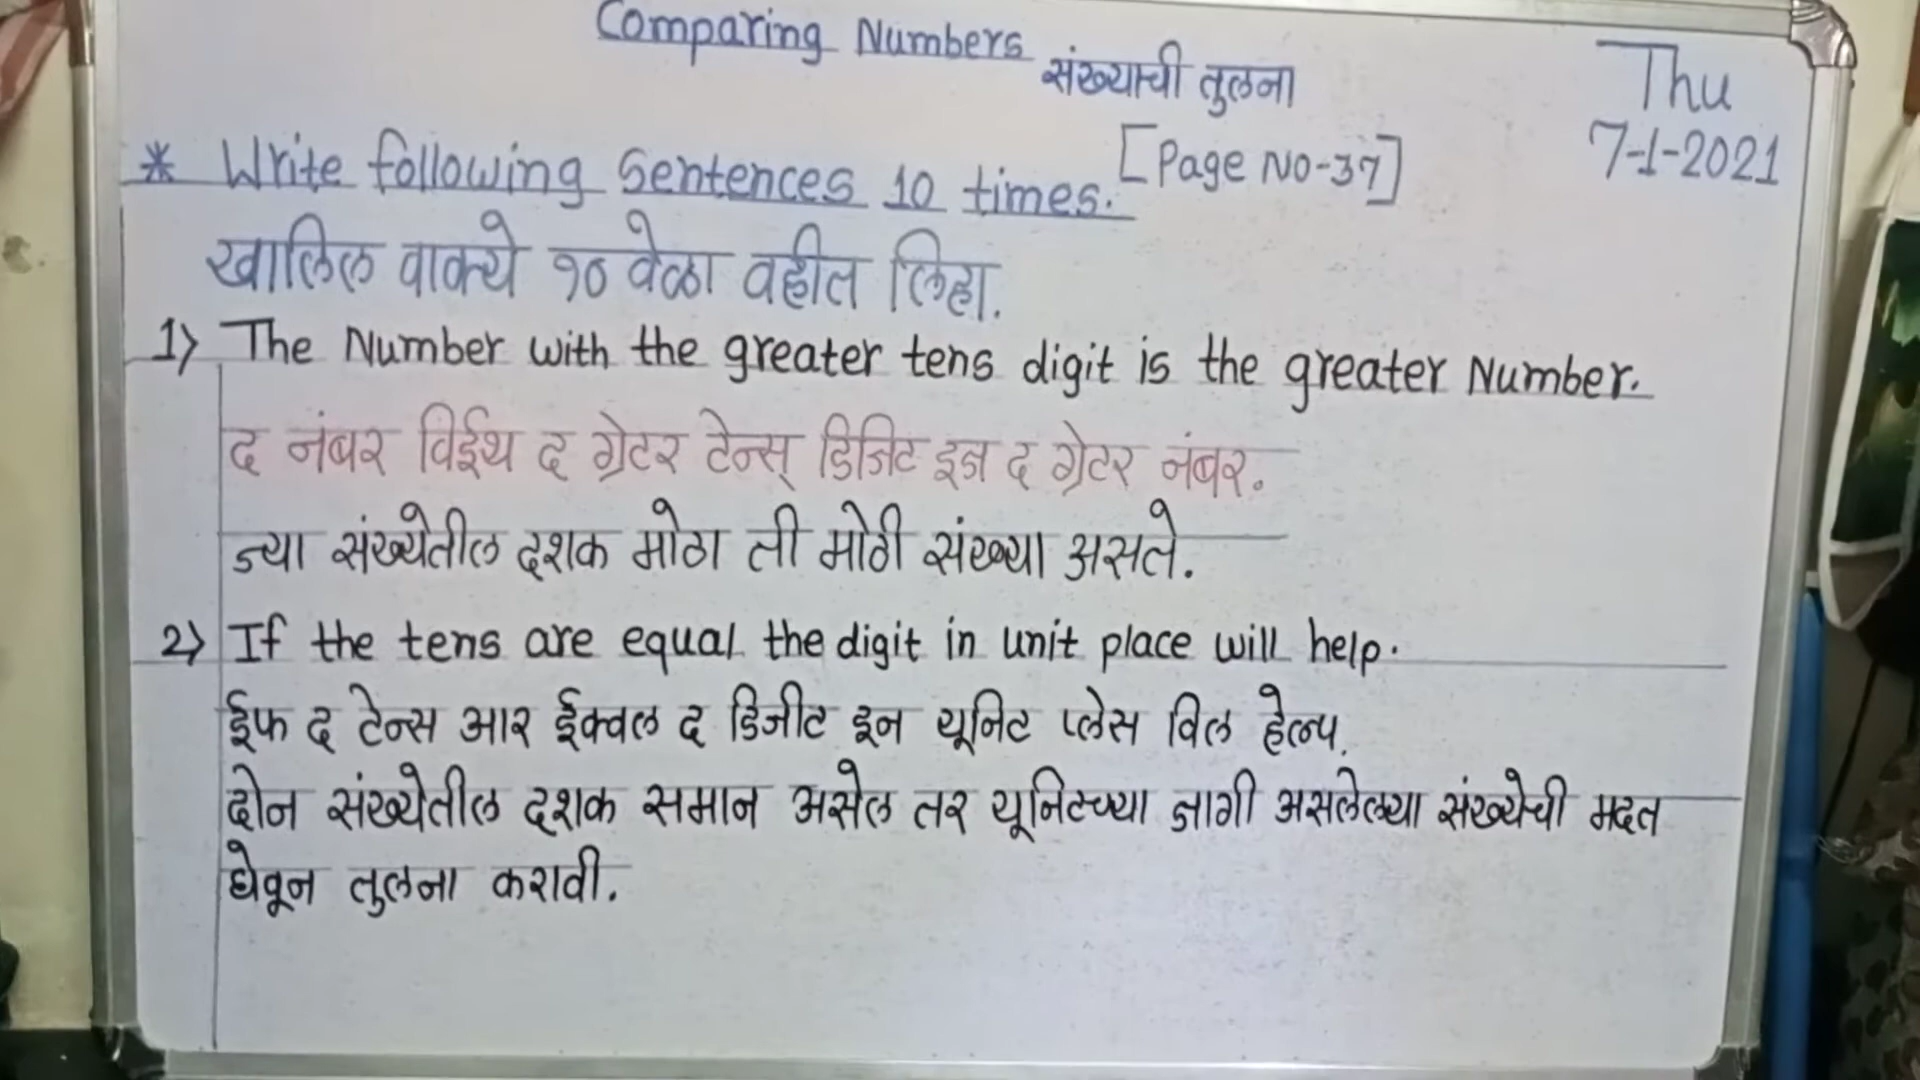 Comparing Numbers संख्याची तुलना
Thu
7-1-2021
* Write following Sentences 10 times. [Page No-37]
खालिल वाक्ये १० वेळा वहीत लिहा.
1) The Number with the greater tens digit is the greater Number.
द नंबर विईथ द ग्रेटर टेन्स् डिजिट इज द ग्रेटर नंबर.
ज्या संख्येतील दशक मोठा ती मोठी संख्या असते.
2) If the tens are equal the digit in unit place will help.
ईफ द टेन्स आर ईक्वल द डिजीट इन यूनिट प्लेस विल हेल्प.
दोन संख्येतील दशक समान असेल तर यूनिटच्या जागी असलेल्या संख्येची मदत
घेवून तुलना करावी.